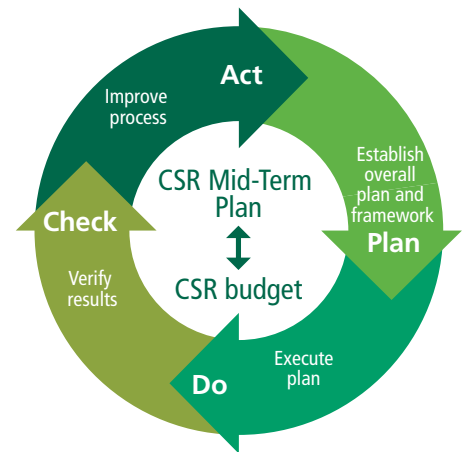 Act
Improve
process
Establish
overall
plan and
framework
Plan
CSR Mid-Term
Plan
CSR budget
Check
Verify
results
Execute
plan
Do